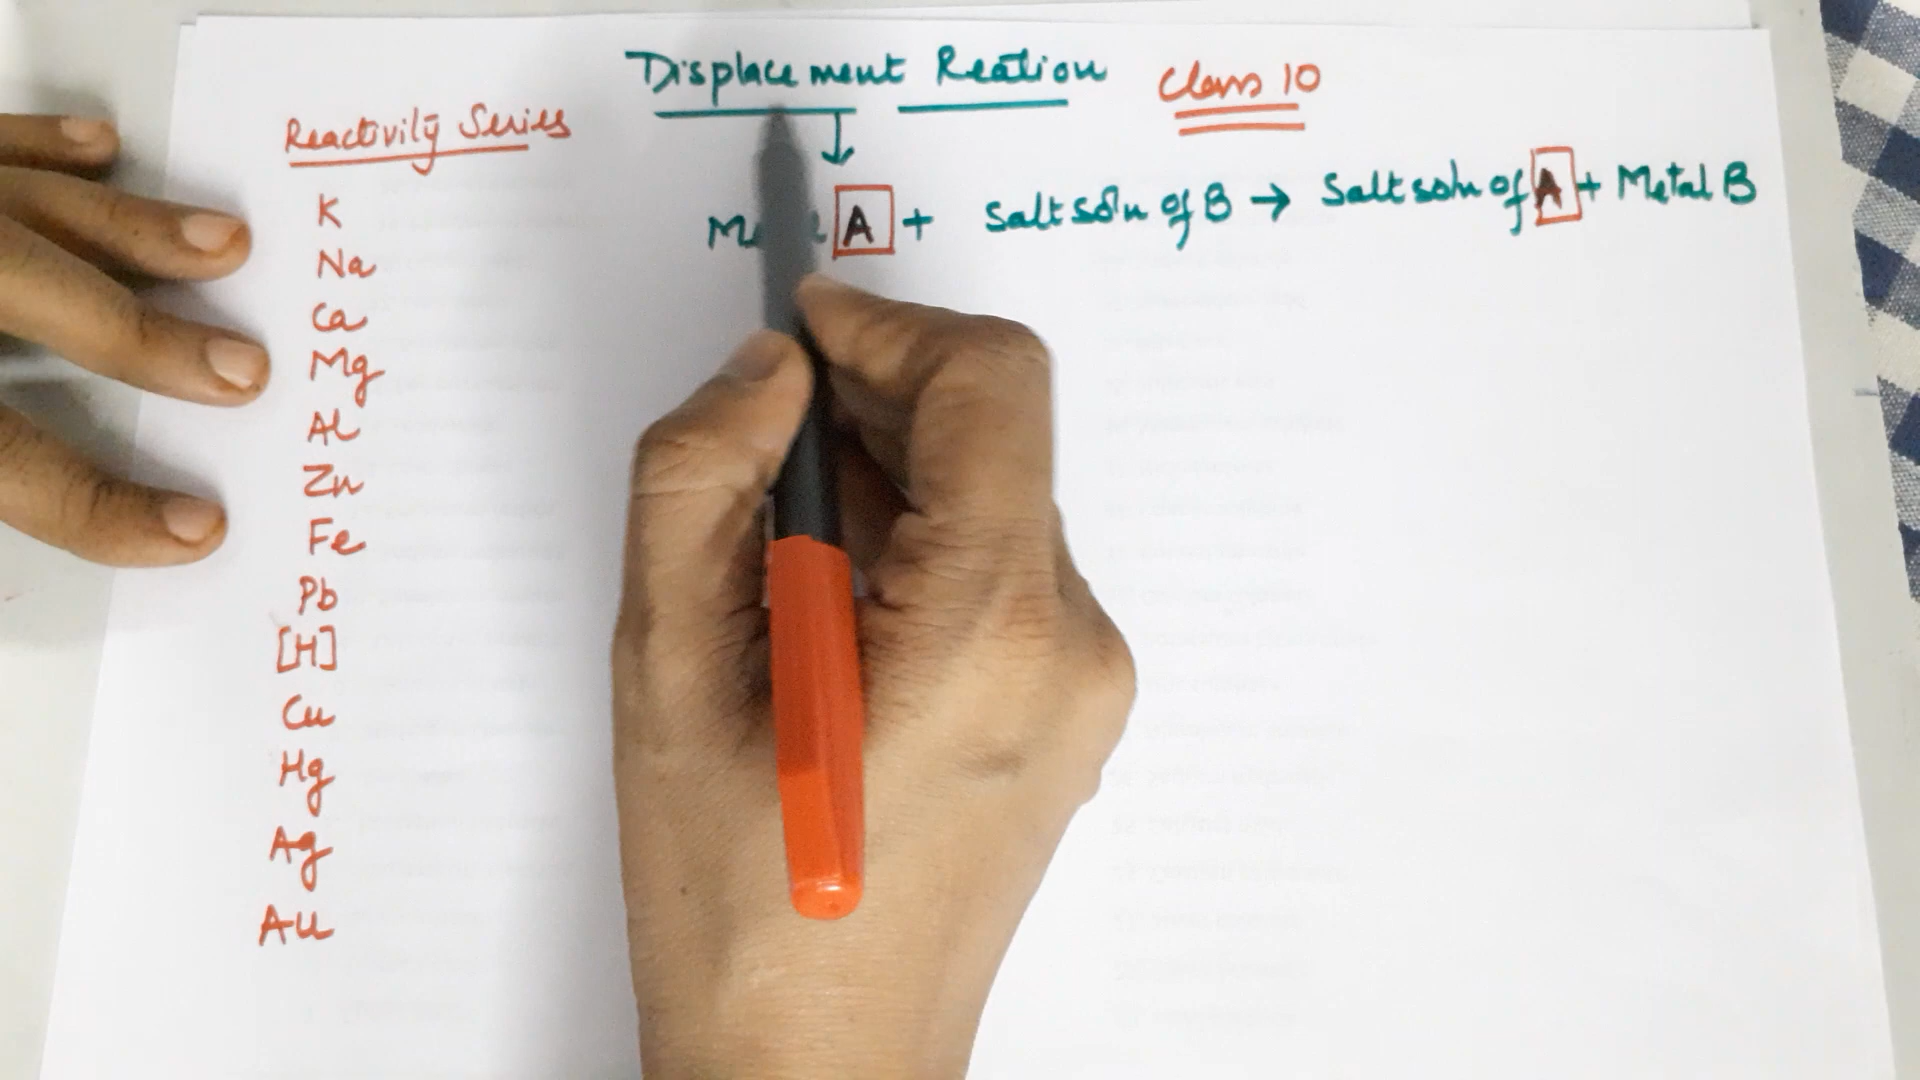 Displacement Reation Class 10
Reactivity Series
A + Salt soln of B → Salt soln of A + Metal B
K
Na
Ca
Mg
Al
Zn
Fe
Pb
[H]
Cu
Hg
Ag
Au